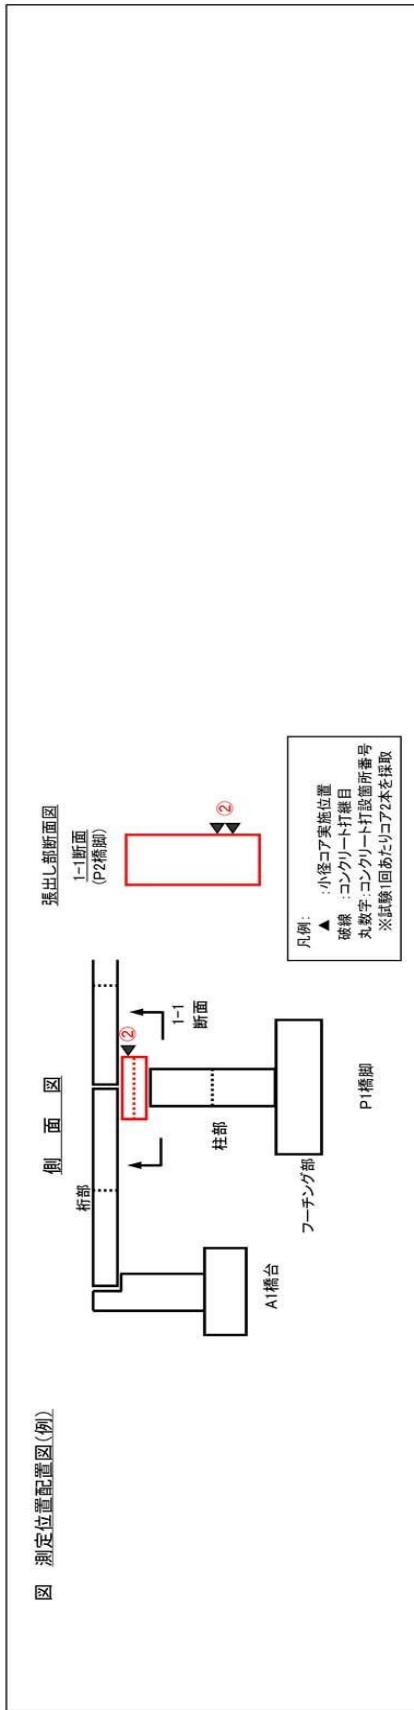 図　測定位置配置図(例)
側　面　図
桁部
②
1-1
断面
柱部
フーチング部
A1橋台
P1橋脚
張出し部断面図
1-1断面
(P2橋脚)
②
凡例:
▲　:小径コア実施位置
破線　:コンクリート打継目
丸数字:コンクリート打設箇所番号
※試験1回あたりコア2本を採取